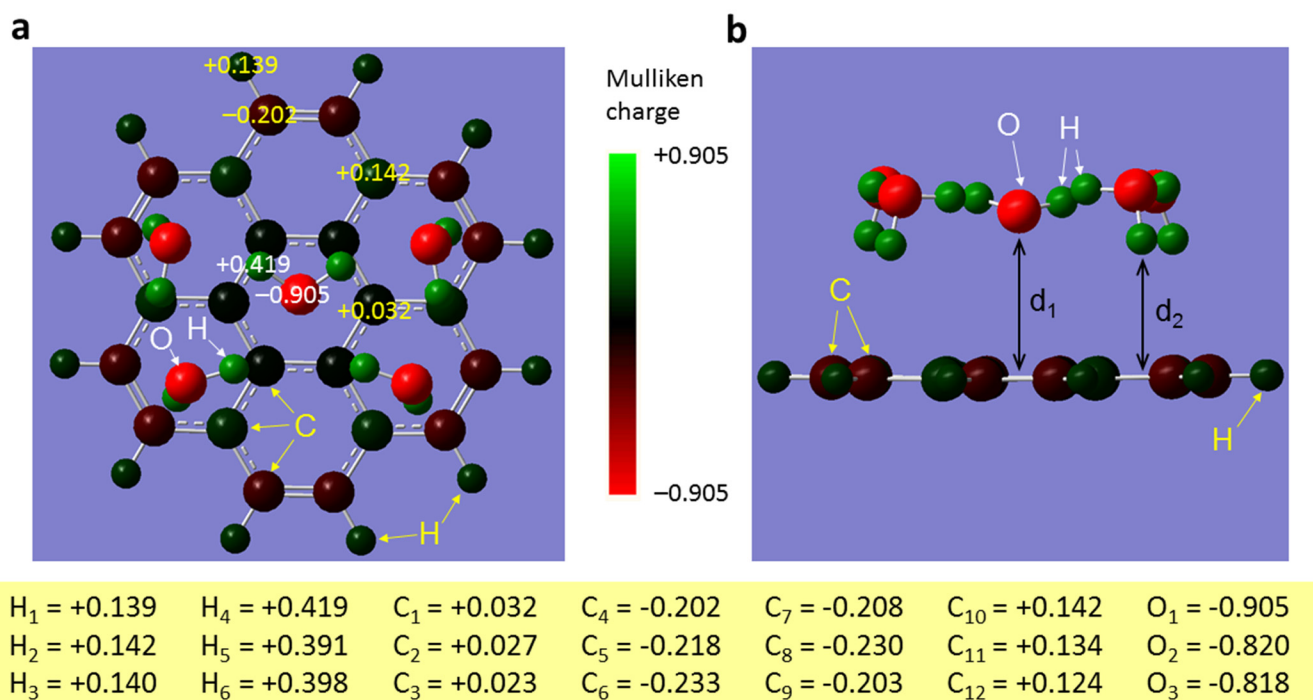 a
b
+0.139
−0.202
+0.142
+0.419
−0.905
+0.032
O
H
C
H
Mulliken
charge
+0.905
−0.905
O
H
C
d1
d2
H
H1 = +0.139 H4 = +0.419 C1 = +0.032 C4 = -0.202 C7 = -0.208 C10 = +0.142 O1 = -0.905
H2 = +0.142 H5 = +0.391 C2 = +0.027 C5 = -0.218 C8 = -0.230 C11 = +0.134 O2 = -0.820
H3 = +0.140 H6 = +0.398 C3 = +0.023 C6 = -0.233 C9 = -0.203 C12 = +0.124 O3 = -0.818